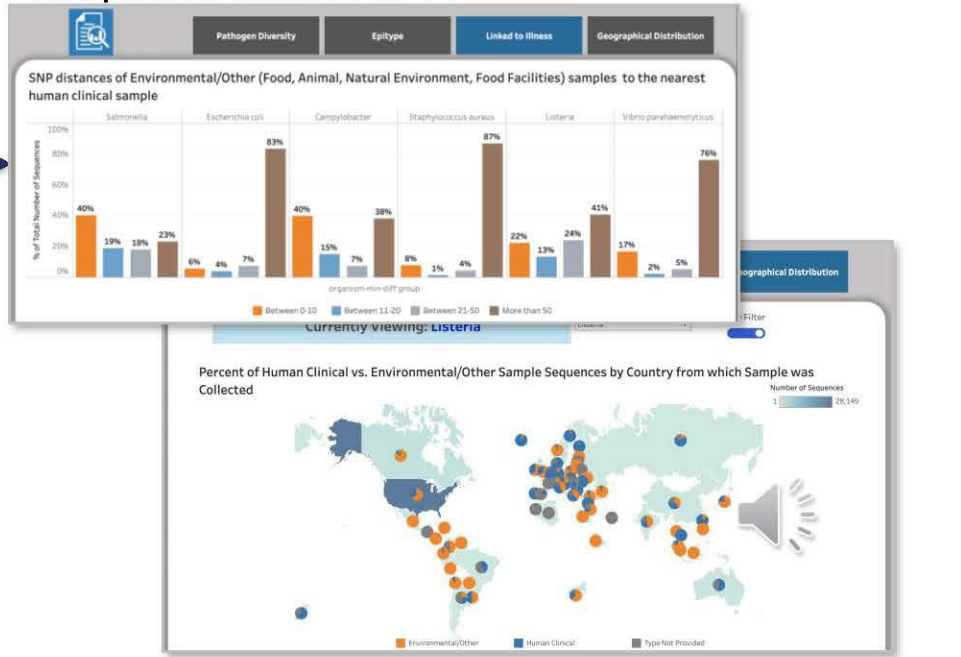 Pathogen Diversity
Epitype
Linked to Illness
Geographical Distribution
SNP distances of Environmental/Other (Food, Animal, Natural Environment, Food Facilities) samples to the nearest
human clinical sample
Salmonella
Escherichia coli
Campylobacter
Staphylococcus aureus
Listeria
Vibrio parahaemolyticus
% of Total Number of Sequences
100%
80%
60%
40%
20%
0%
40%
19%
18%
23%
6%
4%
7%
83%
40%
15%
7%
38%
8%
1%
4%
87%
22%
13%
24%
41%
17%
2%
5%
76%
organism-min-diff group
Between 0-10
Between 11-20
Between 21-50
More than 50
ographical Distribution
Currently Viewing: Listeria
Listeria
Filter
Percent of Human Clinical vs. Environmental/Other Sample Sequences by Country from which Sample was
Collected
Number of Sequences
1
28,149
Environmental/Other
Human Clinical
Type Not Provided